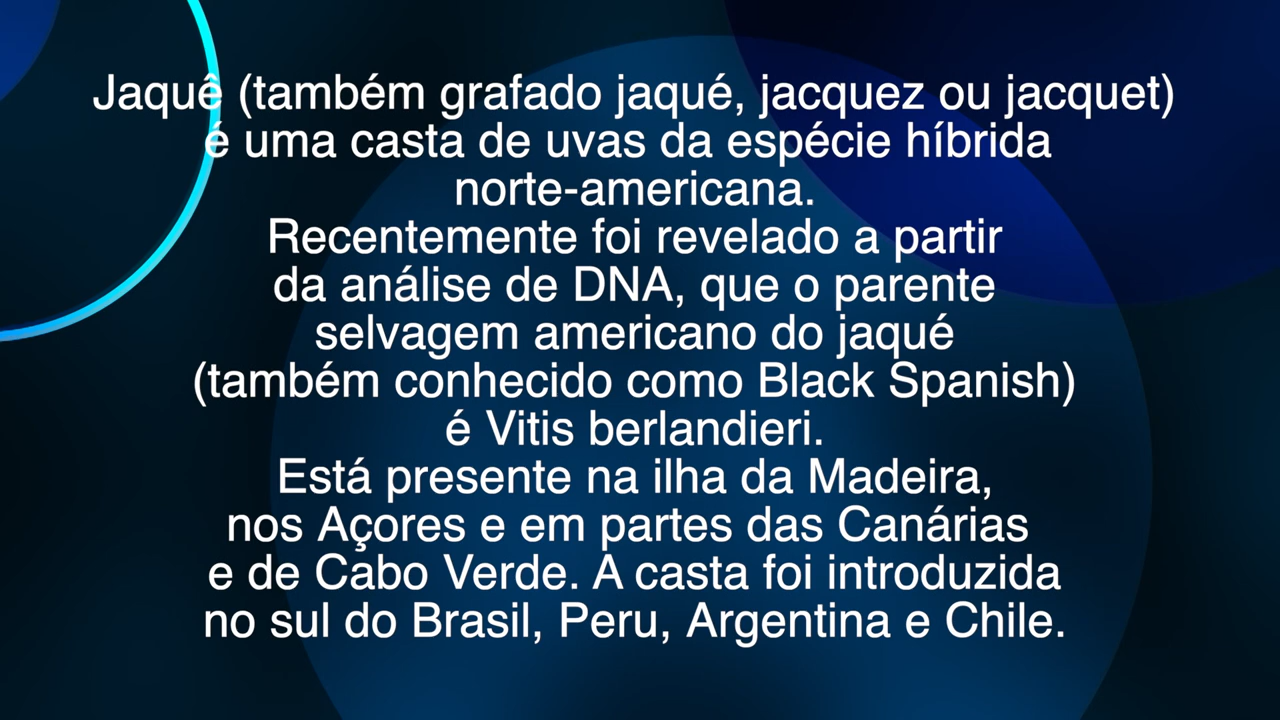 Jaquê (também grafado jaqué, jacquez ou jacquet)
é uma casta de uvas da espécie híbrida
norte-americana.
Recentemente foi revelado a partir
da análise de DNA, que o parente
selvagem americano do jaqué
(também conhecido como Black Spanish)
é Vitis berlandieri.
Está presente na ilha da Madeira,
nos Açores e em partes das Canárias
e de Cabo Verde. A casta foi introduzida
no sul do Brasil, Peru, Argentina e Chile.